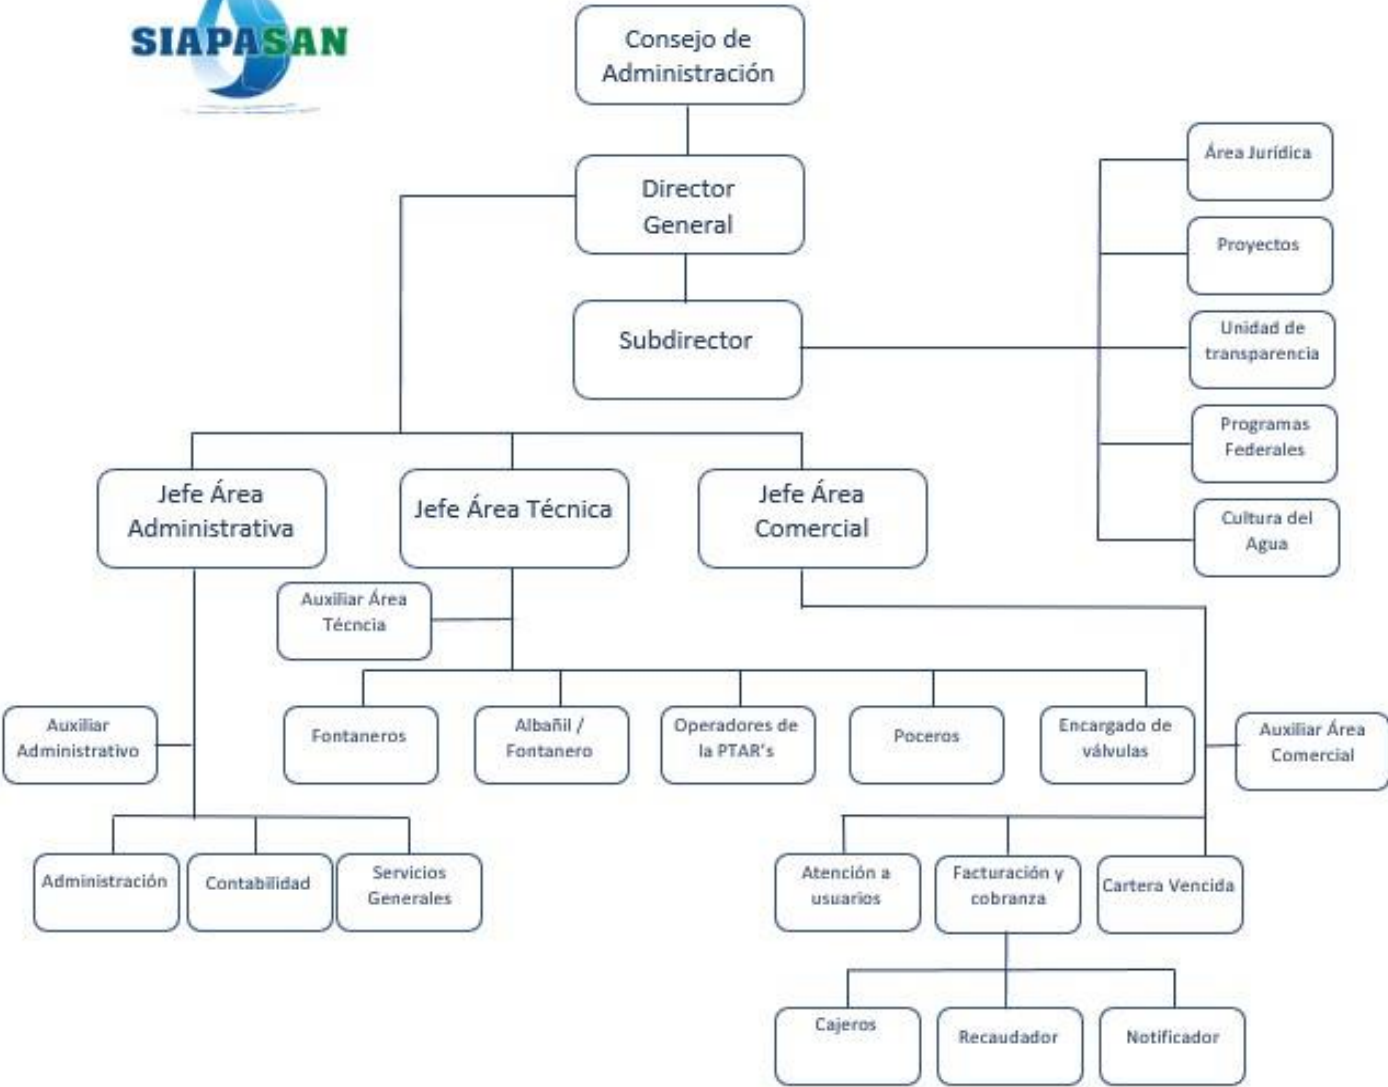 SIAPASAN
Consejo de
Administración
Director
General
Subdirector
Área Jurídica
Proyectos
Unidad de
transparencia
Programas
Federales
Cultura del
Agua
Jefe Área
Administrativa
Jefe Área Técnica
Jefe Área
Comercial
Auxiliar Área
Técncia
Auxiliar
Administrativo
Fontaneros
Albañil /
Fontanero
Operadores de
la PTAR's
Poceros
Encargado de
válvulas
Auxiliar Área
Comercial
Administración
Contabilidad
Servicios
Generales
Atención a
usuarios
Facturación y
cobranza
Cartera Vencida
Cajeros
Recaudador
Notificador